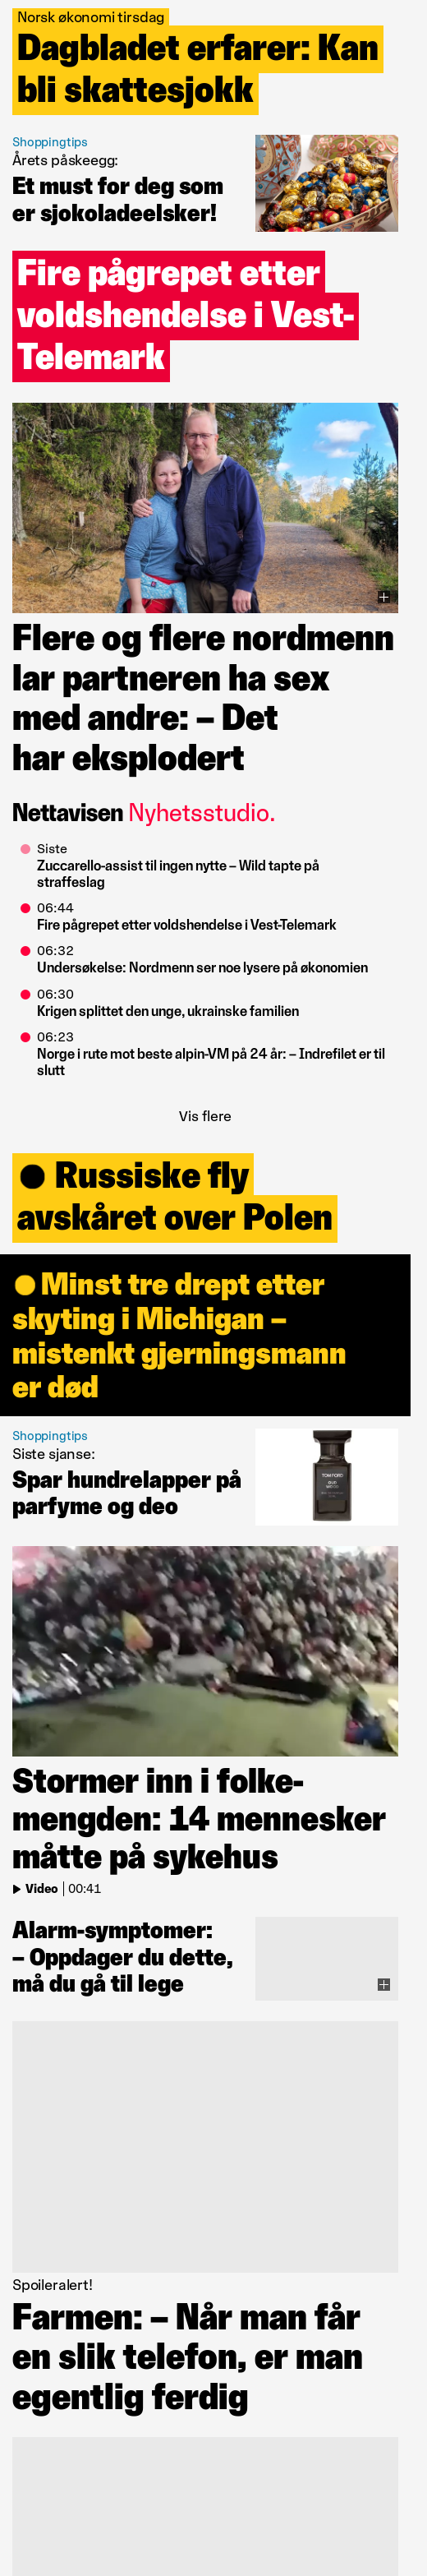 Norsk økonomi tirsdag
Dagbladet erfarer: Kan
bli skattesjokk
Shoppingtips
Årets påskeegg:
Et must for deg som
er sjokoladeelsker!
Fire pågrepet etter
voldshendelse i Vest-
Telemark
Flere og flere nordmenn
lar partneren ha sex
med andre: – Det
har eksplodert
Nettavisen Nyhetsstudio.
Siste
Zuccarello-assist til ingen nytte – Wild tapte på
straffeslag
06:44
Fire pågrepet etter voldshendelse i Vest-Telemark
06:32
Undersøkelse: Nordmenn ser noe lysere på økonomien
06:30
Krigen splittet den unge, ukrainske familien
06:23
Norge i rute mot beste alpin-VM på 24 år: – Indrefilet er til
slutt
Vis flere
Russiske fly
avskåret over Polen
Minst tre drept etter
skyting i Michigan –
mistenkt gjerningsmann
er død
Shoppingtips
Siste sjanse:
Spar hundrelapper på
parfyme og deo
TOM FORD
Stormer inn i folke-
mengden: 14 mennesker
måtte på sykehus
Video | 00:41
Alarm-symptomer:
– Oppdager du dette,
må du gå til lege
Spoileralert!
Farmen: – Når man får
en slik telefon, er man
egentlig ferdig